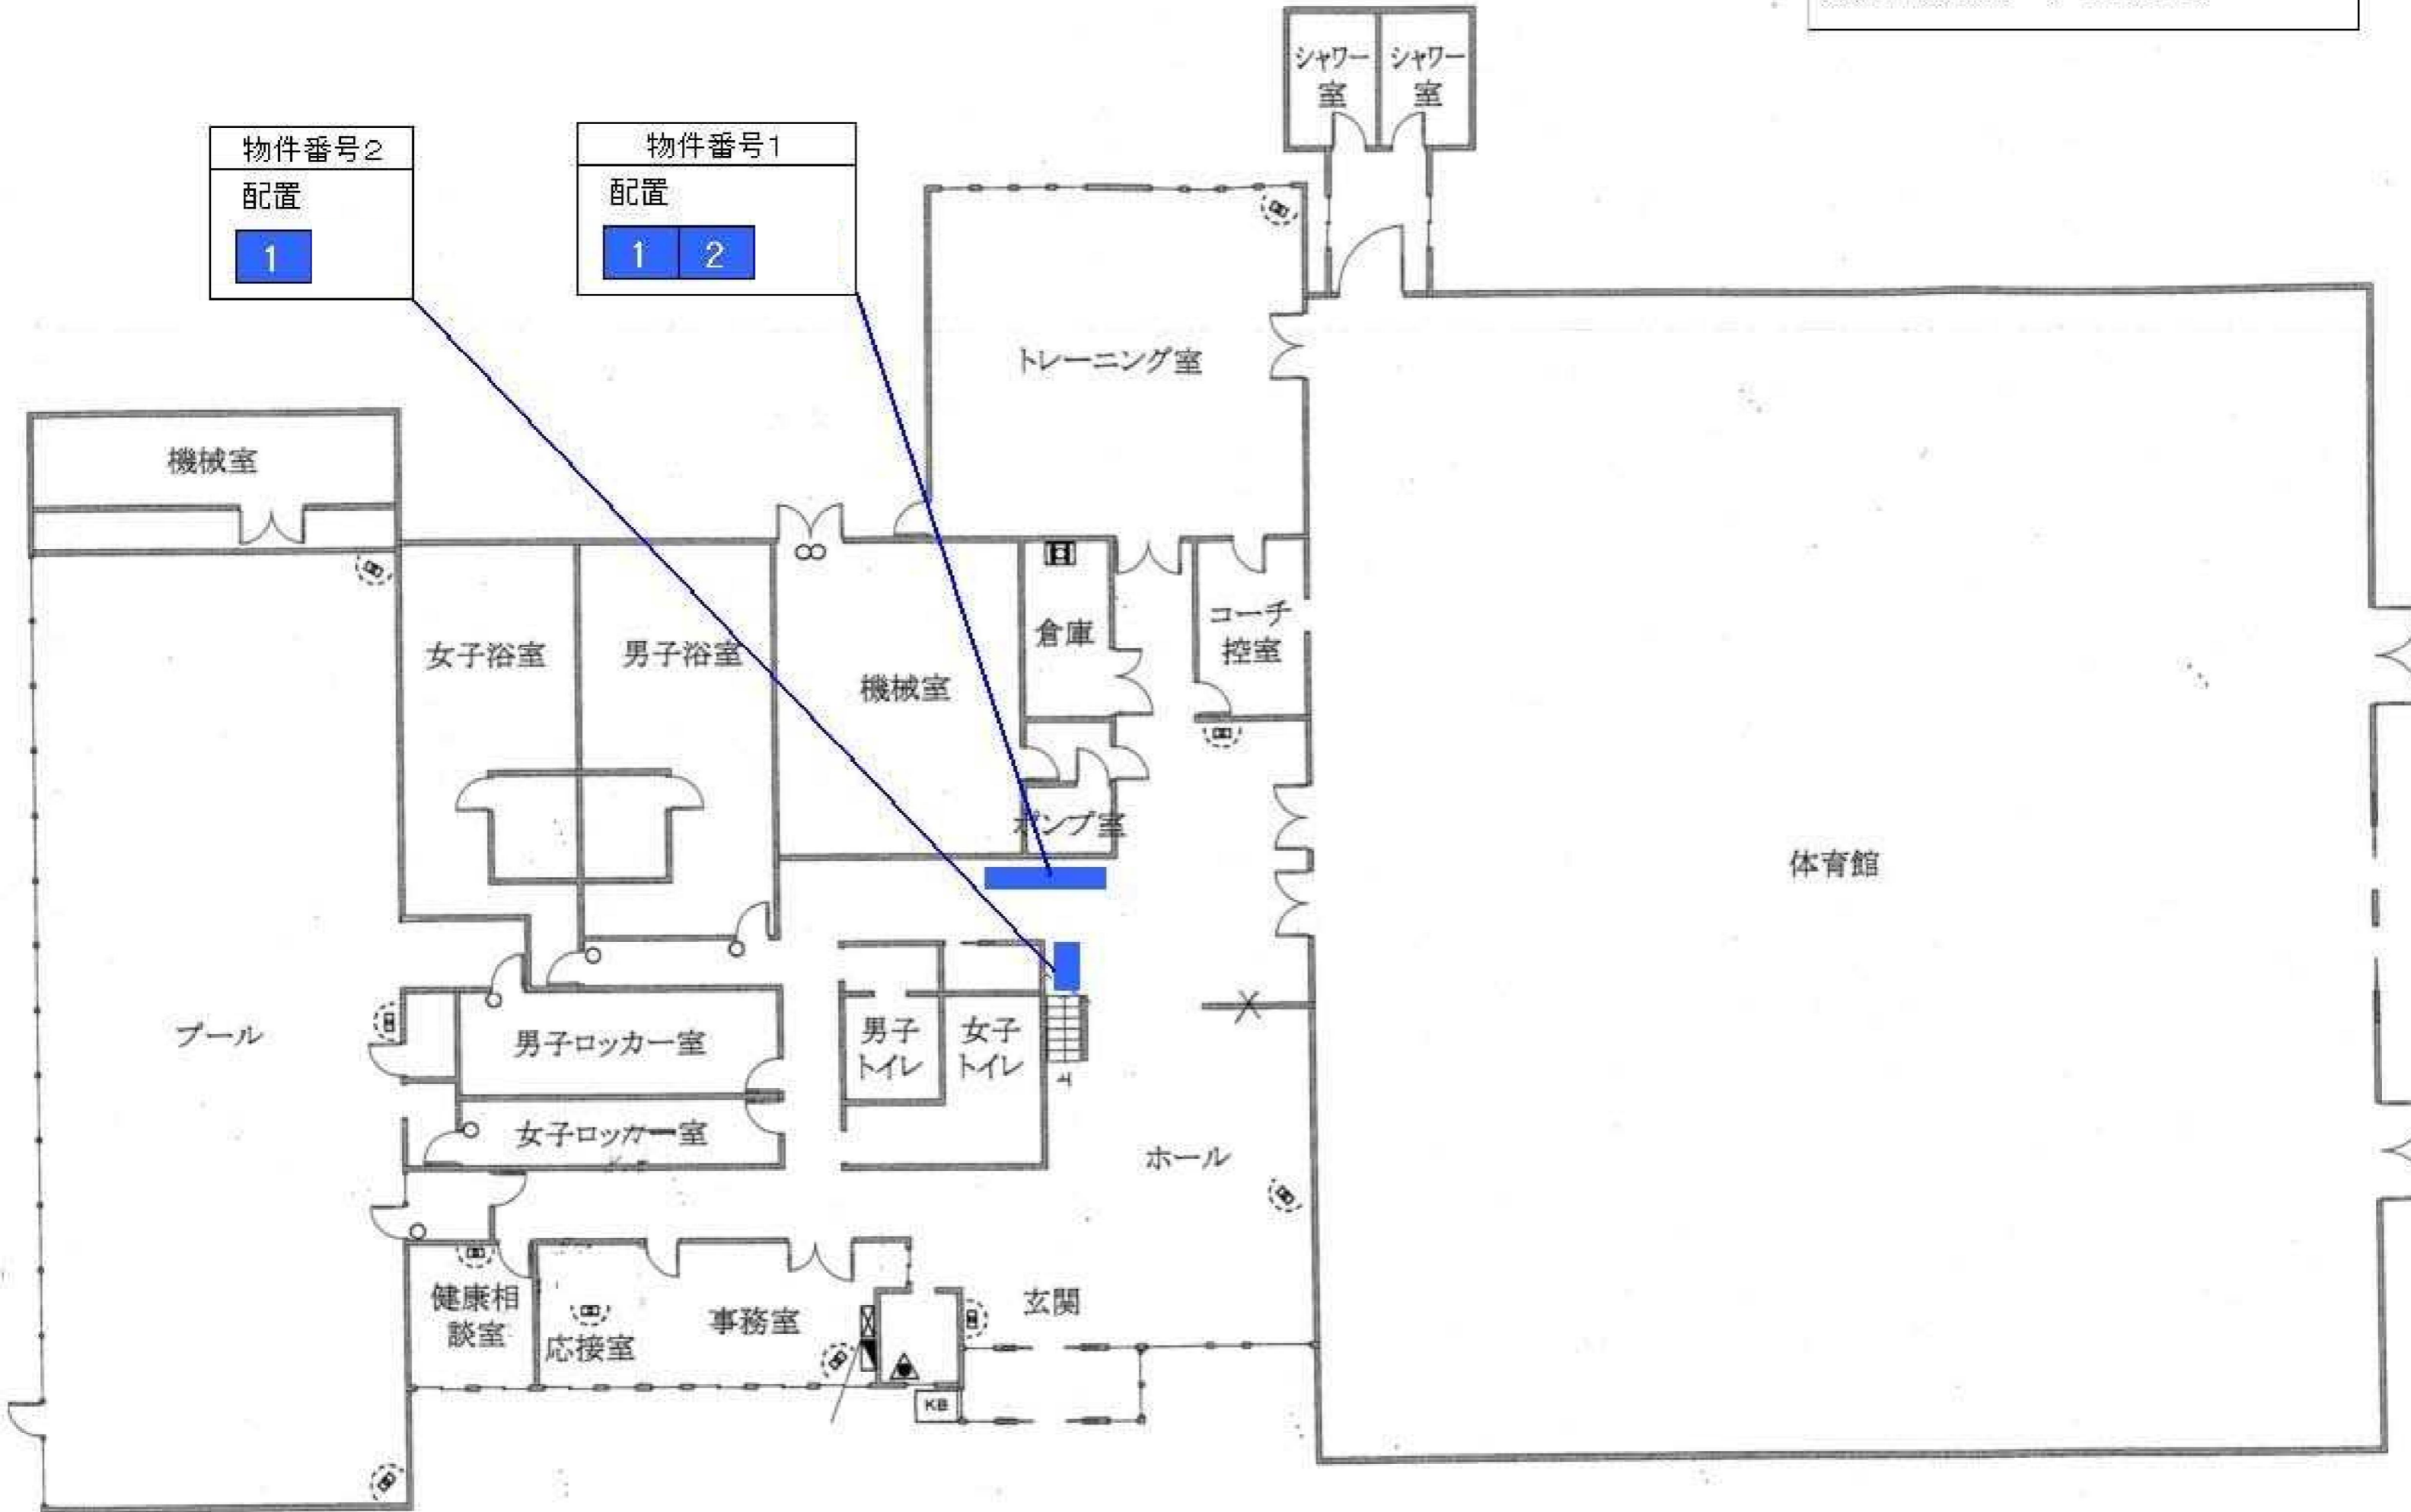 シャワー
室
シャワー
室
物件番号2
配置
1
物件番号1
配置
1 2
トレーニング室
機械室
女子浴室
男子浴室
機械室
倉庫
コーチ
控室
ポンプ室
体育館
プール
男子ロッカー室
男子
トイレ
女子
トイレ
上
女子ロッカー室
ホール
健康相
談室
応接室
事務室
玄関
KB